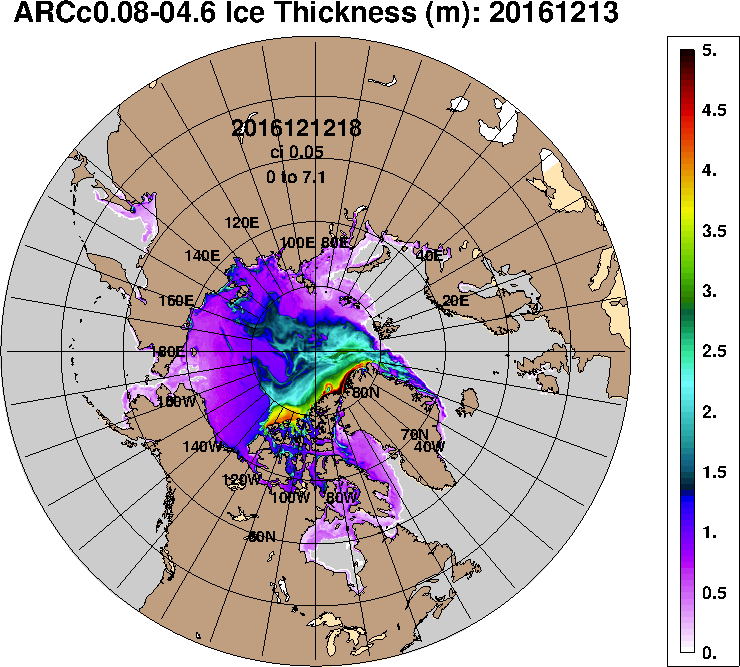 ARCc0.08-04.6 Ice Thickness (m): 20161213
2016121218
ci 0.05
0 to 7.1
120E
100E 80E
140E
40E
160E
20E
180E
160W
80N
140W
70N
40W
120W
100W
80W
60N
5.
4.5
4.
3.5
3.
2.5
2.
1.5
1.
0.5
0.